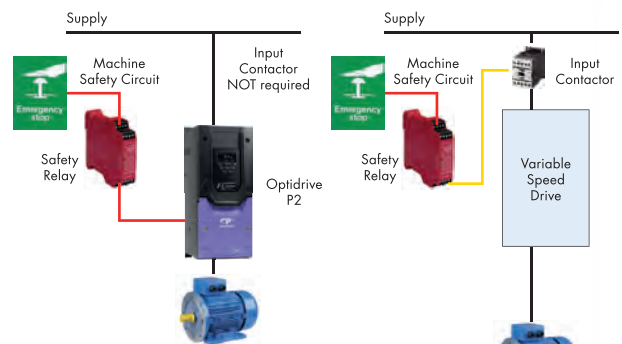 Supply
Input
Contactor
NOT required
Machine
Safety Circuit
Emergency
stop
Safety
Relay
Optidrive
P2
Supply
Machine
Safety Circuit
Input
Contactor
Emergency
stop
Safety
Relay
Variable
Speed
Drive